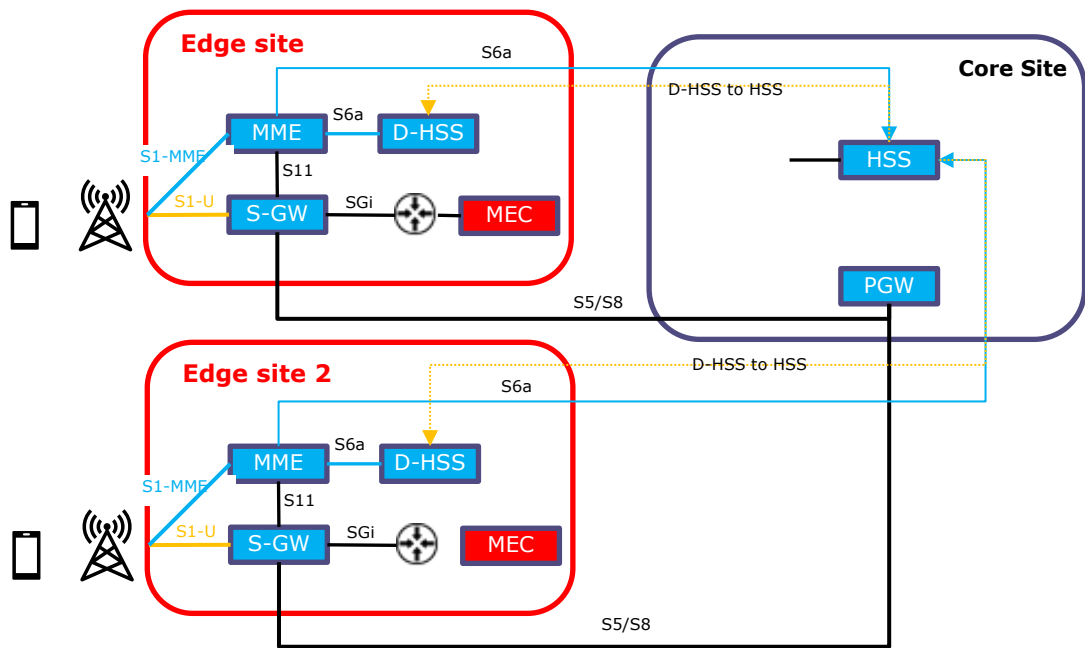 Edge site
S6a
Core Site
D-HSS to HSS
S6a
MME
D-HSS
S1-MME
HSS
S11
S1-U
S-GW
SGi
MEC
PGW
S5/S8
Edge site 2
D-HSS to HSS
S6a
S6a
MME
D-HSS
S1-MME
S11
S1-U
S-GW
SGi
MEC
S5/S8